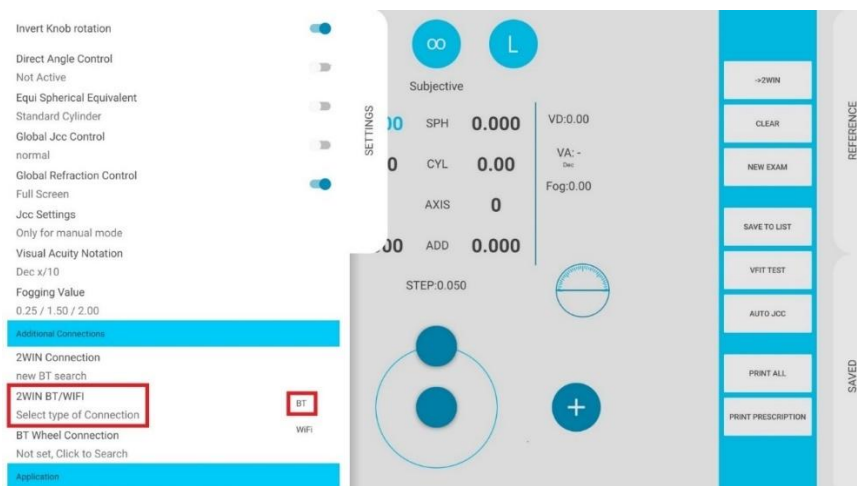 Invert Knob rotation
Direct Angle Control
Not Active
Equi Spherical Equivalent
Standard Cylinder
Global Jcc Control
normal
Global Refraction Control
Full Screen
Jcc Settings
Only for manual mode
Visual Acuity Notation
Dec x/10
Fogging Value
0.25 / 1.50 / 2.00
Additional Connections
2WIN Connection
new BT search
2WIN BT/WIFI
Select type of Connection
BT
WiFi
BT Wheel Connection
Not set, Click to Search
Application
SETTINGS
∞ L
Subjective
00 SPH 0.000
0 CYL 0.00
AXIS 0
00 ADD 0.000
VD:0.00
VA: -
Dec
Fog:0.00
STEP:0.050
+
->2WIN
CLEAR
NEW EXAM
SAVE TO LIST
VFIT TEST
AUTO JCC
PRINT ALL
PRINT PRESCRIPTION
REFERENCE
SAVED